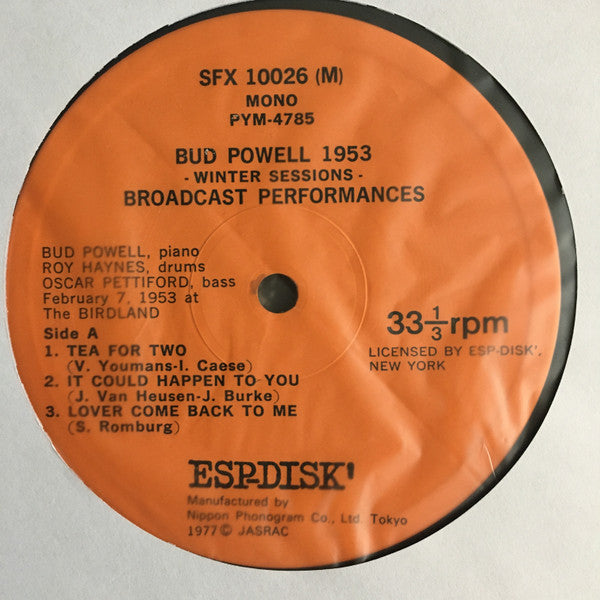 SFX 10026 (M)
MONO
PYM-4785
BUD POWELL 1953
- WINTER SESSIONS -
BROADCAST PERFORMANCES
BUD POWELL, piano
ROY HAYNES, drums
OSCAR PETTIFORD, bass
February 7, 1953 at
The BIRDLAND
Side A
1. TEA FOR TWO
(V. Youmans-I. Caese)
2. IT COULD HAPPEN TO YOU
(J. Van Heusen-J. Burke)
3. LOVER COME BACK TO ME
(S. Romburg)
33 1/3 rpm
LICENSED BY ESP-DISK',
NEW YORK
ESP-DISK'
Manufactured by
Nippon Phonogram Co., Ltd. Tokyo
1977 © JASRAC